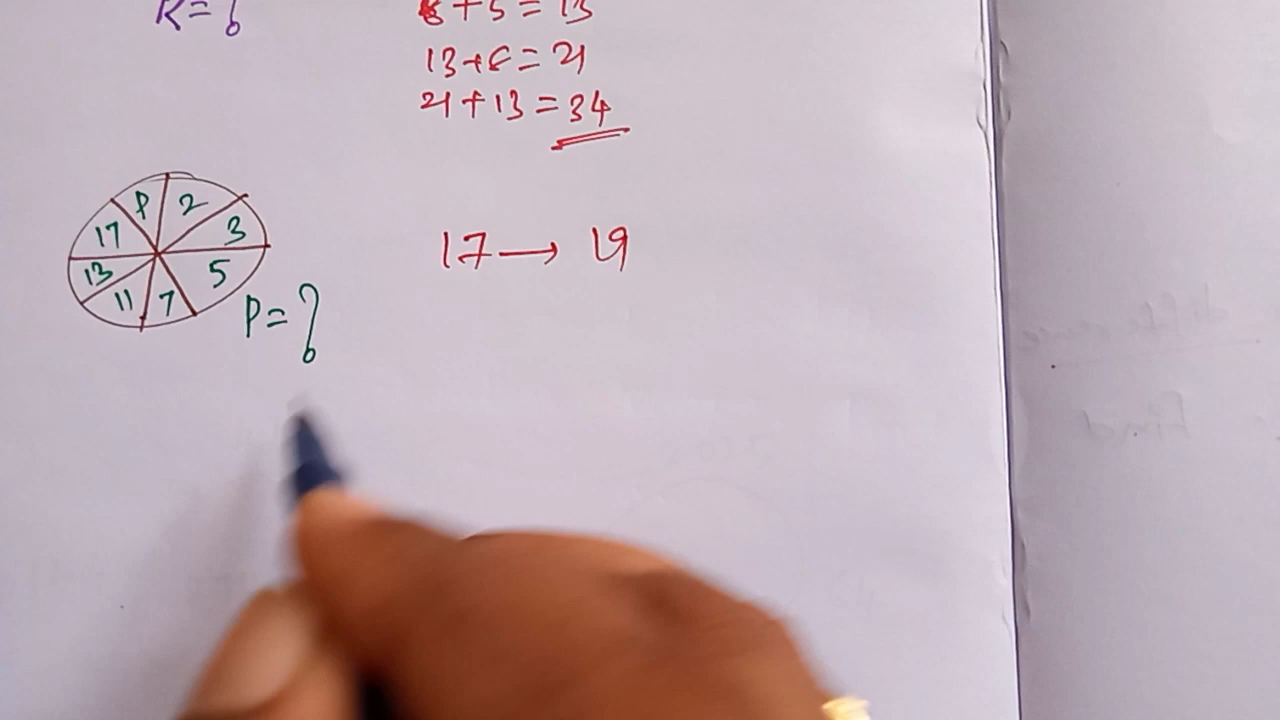 R=?
8+5=13
13+8=21
21+13=34
P 2 3 5 7 11 13 17
P=?
17→19